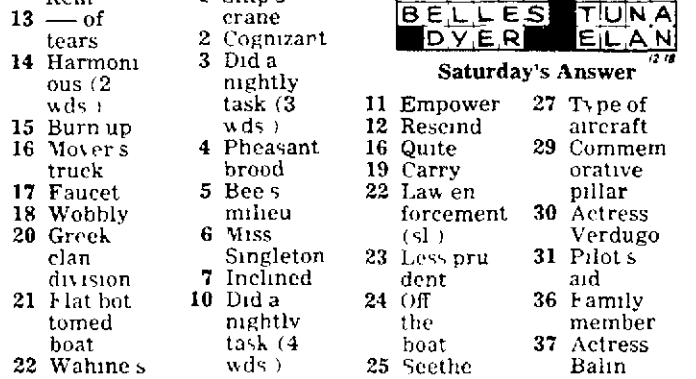 13 — of
tears
14 Harmoni
ous (2
wds )
15 Burn up
16 Mover s
truck
17 Faucet
18 Wobbly
20 Greek
clan
division
21 Flat bot
tomed
boat
22 Wahine s
crane
2 Cognizant
3 Did a
nightly
task (3
wds )
4 Pheasant
brood
5 Bee s
milieu
6 Miss
Singleton
7 Inclined
10 Did a
nightly
task (4
wds )
BELLES TUNA
DYER ELAN
12 18
Saturday's Answer
11 Empower
12 Rescind
16 Quite
19 Carry
22 Law en
forcement
(sl )
23 Less pru
dent
24 Off
the
boat
25 Seethe
27 Type of
aircraft
29 Commem
orative
pillar
30 Actress
Verdugo
31 Pilot s
aid
36 Family
member
37 Actress
Balin